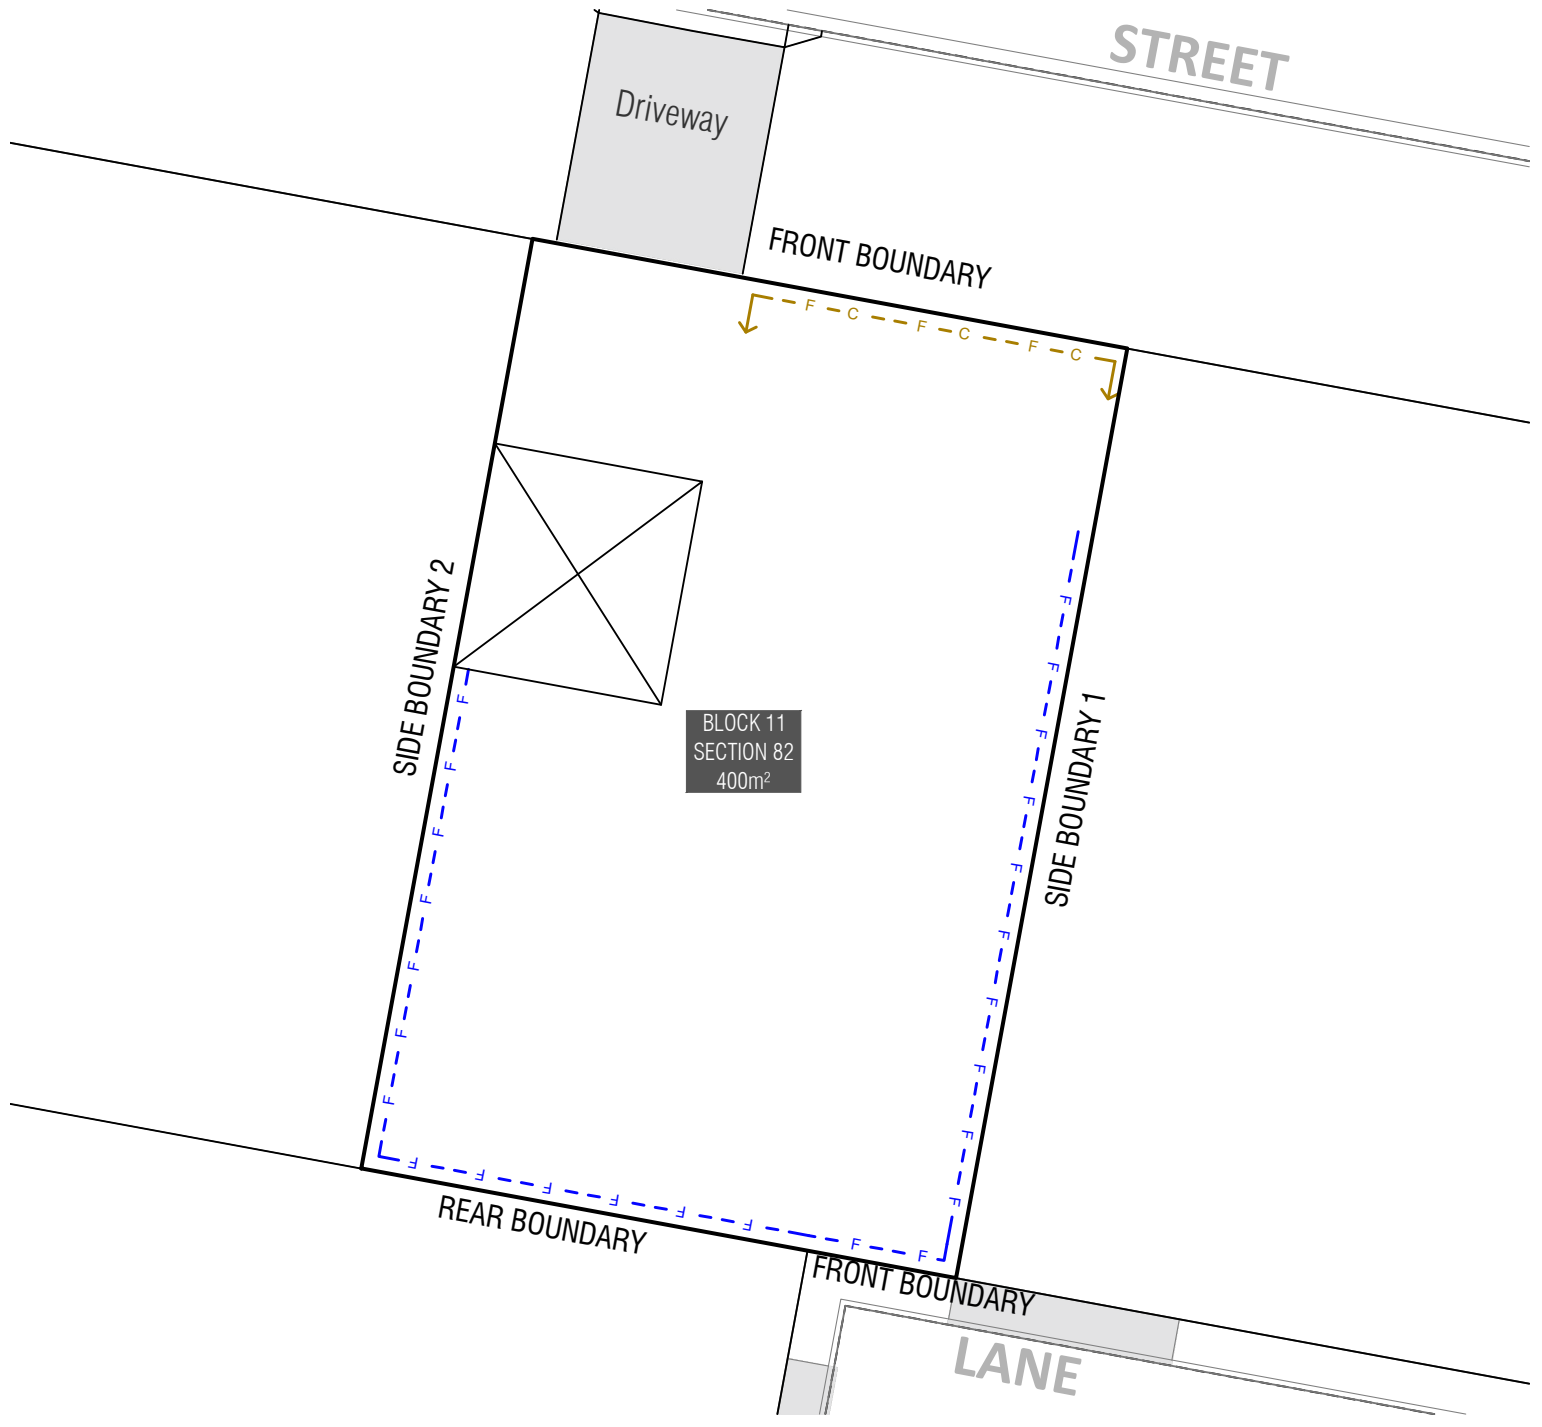 STREET
Driveway
FRONT BOUNDARY
F C F C F C
SIDE BOUNDARY 2
BLOCK 11
SECTION 82
400m²
SIDE BOUNDARY 1
F F F F F F F
F F F F F F F F F F
F F F F F F F F
REAR BOUNDARY
FRONT BOUNDARY
LANE